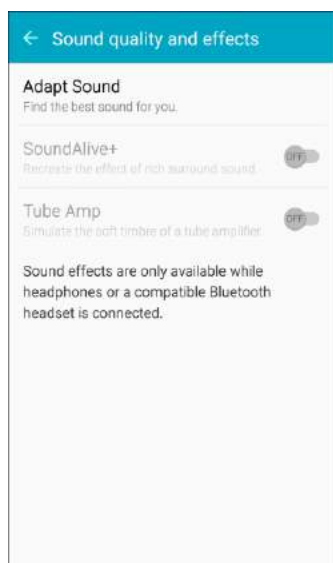 Sound quality and effects
Adapt Sound
Find the best sound for you.
SoundAlive+
Recreate the effect of rich surround sound.
OFF
Tube Amp
Simulate the soft timbre of a tube amplifier.
OFF
Sound effects are only available while
headphones or a compatible Bluetooth
headset is connected.